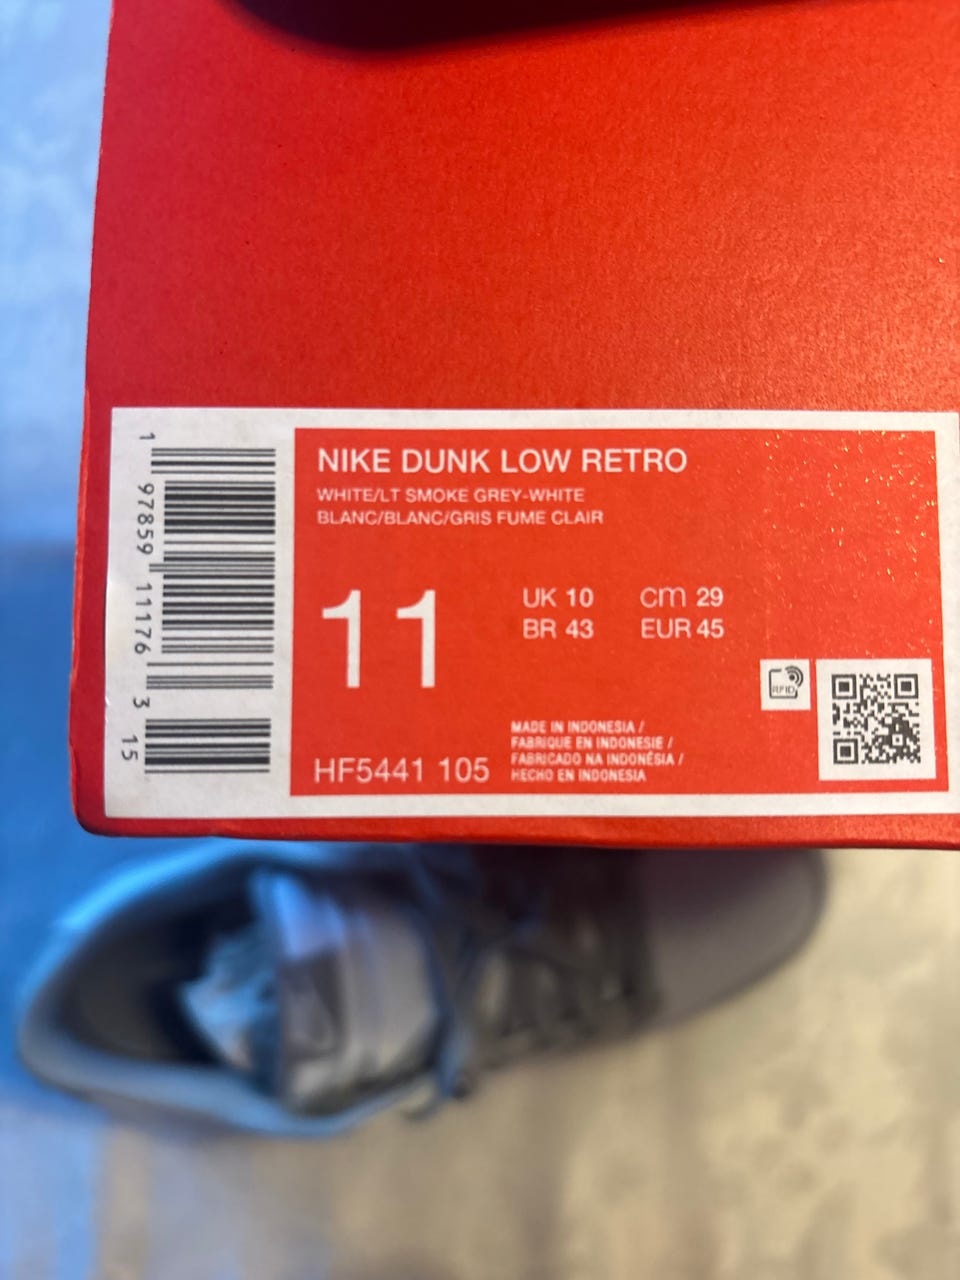 NIKE DUNK LOW RETRO
WHITE/LT SMOKE GREY-WHITE
BLANC/BLANC/GRIS FUME CLAIR
11
UK 10
cm 29
BR 43
EUR 45
RFID
MADE IN INDONESIA /
FABRIQUE EN INDONESIE /
FABRICADO NA INDONÉSIA /
HECHO EN INDONESIA
HF5441 105
1 97859 11176 3 15